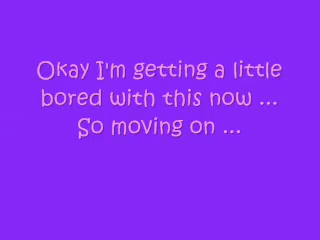 Okay I'm getting a little
bored with this now ...
So moving on ...